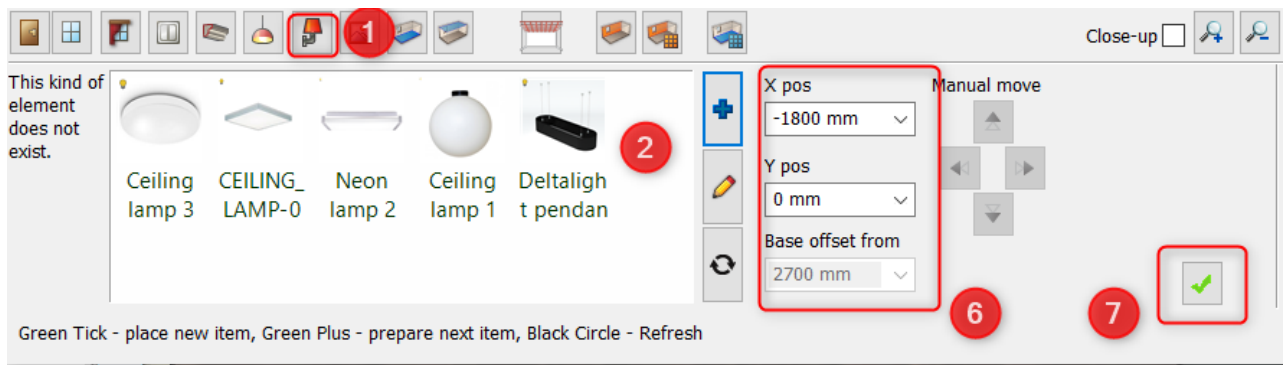 1
Close-up
This kind of
element
does not
exist.
Ceiling
lamp 3
CEILING_
LAMP-0
Neon
lamp 2
Ceiling
lamp 1
Deltaligh
t pendan
2
X pos
-1800 mm
Y pos
0 mm
Base offset from
2700 mm
6
Manual move
7
Green Tick - place new item, Green Plus - prepare next item, Black Circle - Refresh